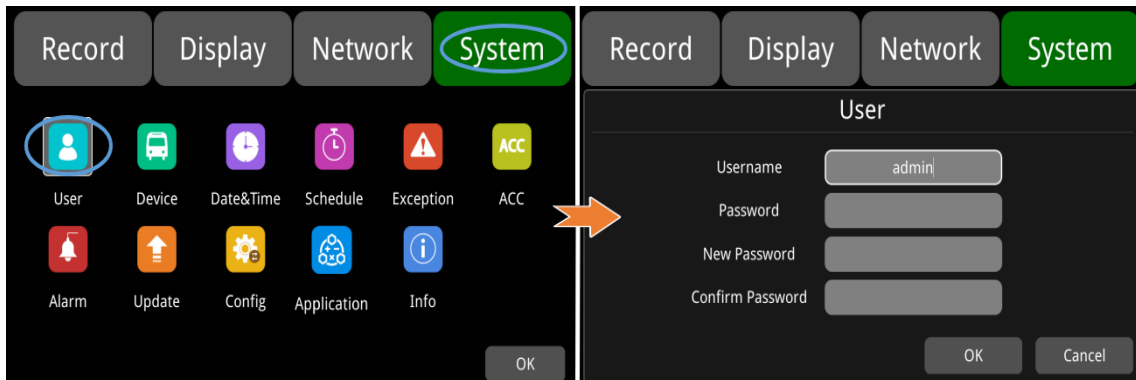 Record Display Network System
User Device Date&Time Schedule Exception ACC
ACC
Alarm Update Config Application Info
OK
Record Display Network System
User
Username admin
Password
New Password
Confirm Password
OK Cancel